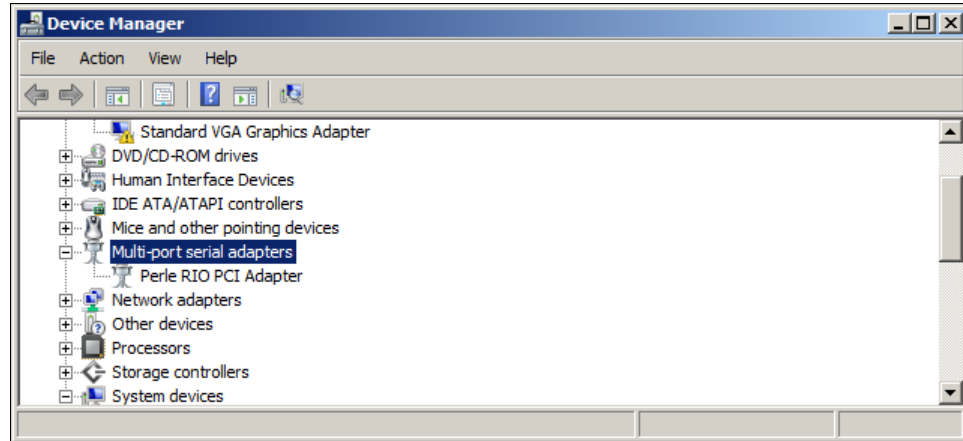 Device Manager
File Action View Help
Standard VGA Graphics Adapter
DVD/CD-ROM drives
Human Interface Devices
IDE ATA/ATAPI controllers
Mice and other pointing devices
Multi-port serial adapters
Perle RIO PCI Adapter
Network adapters
Other devices
Processors
Storage controllers
System devices